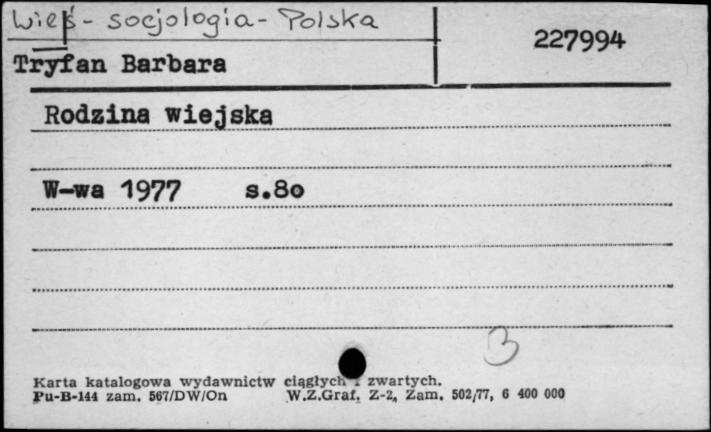 Wieś - socjologia - Polska
227994
Tryfan Barbara
Rodzina wiejska
W-wa 1977 s.80
3
Karta katalogowa wydawnictw ciągłych i zwartych.
Pu-B-144 zam. 567/DW/On W.Z.Graf. Z-2, Zam. 502/77, 6 400 000